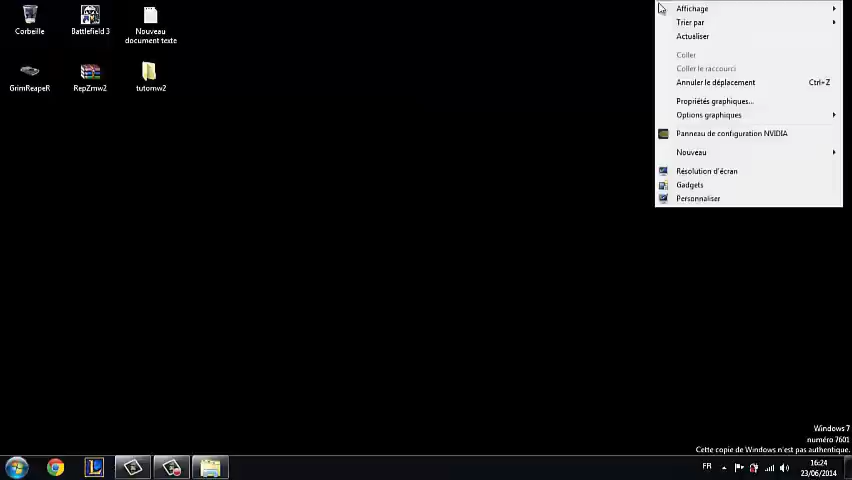 Corbeille
Battlefield 3
Nouveau
document texte
GrimReapeR
RepZmw2
tutomw2
Affichage
Trier par
Actualiser
Coller
Coller le raccourci
Annuler le déplacement Ctrl+Z
Propriétés graphiques...
Options graphiques
Panneau de configuration NVIDIA
Nouveau
Résolution d'écran
Gadgets
Personnaliser
Windows 7
numéro 7601
Cette copie de Windows n'est pas authentique.
FR
16:24
23/06/2014